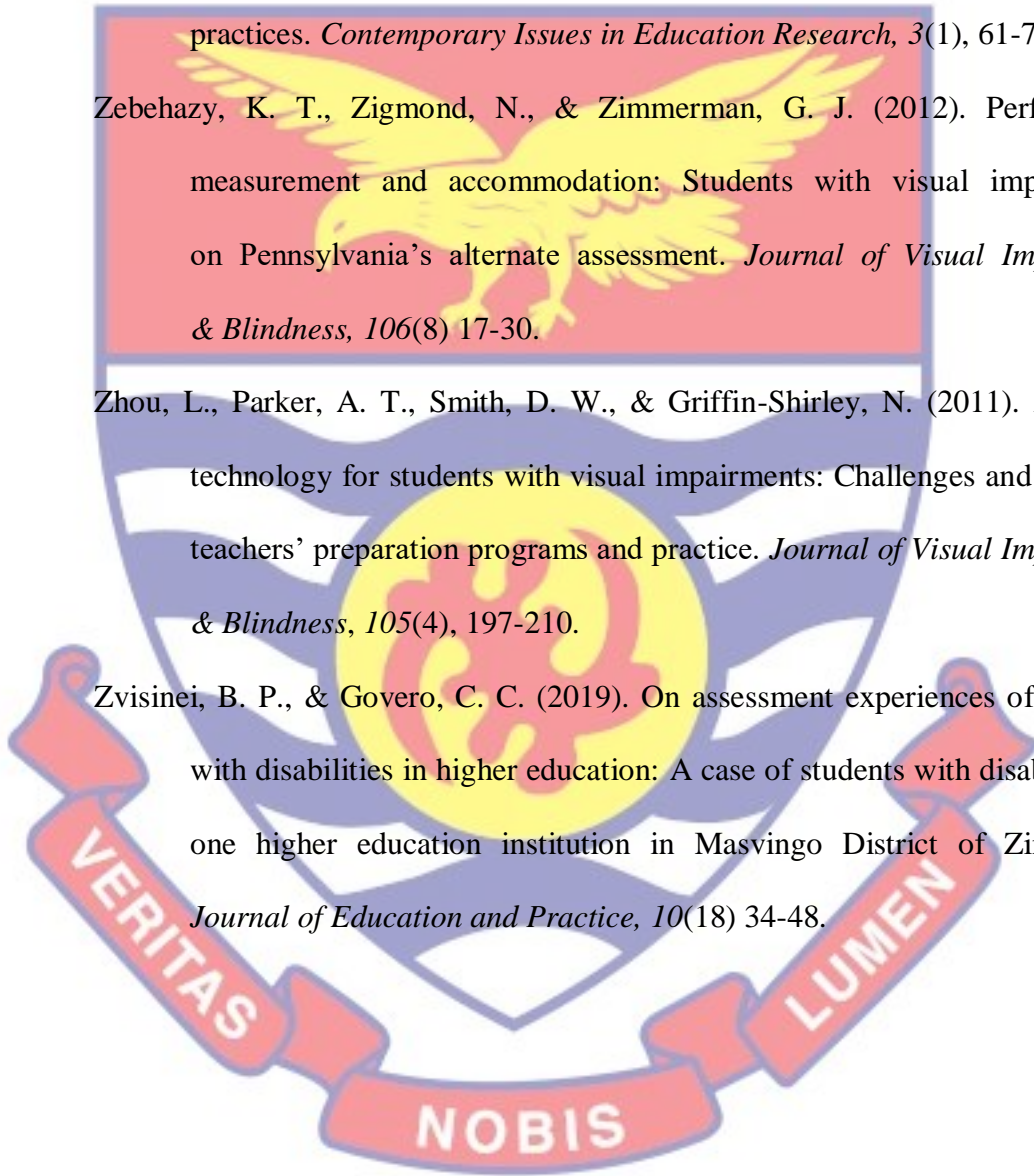 practices. Contemporary Issues in Education Research, 3(1), 61-7
Zebehazy, K. T., Zigmond, N., & Zimmerman, G. J. (2012). Perf
measurement and accommodation: Students with visual imp
on Pennsylvania’s alternate assessment. Journal of Visual Im
& Blindness, 106(8) 17-30.
Zhou, L., Parker, A. T., Smith, D. W., & Griffin-Shirley, N. (2011).
technology for students with visual impairments: Challenges and
teachers’ preparation programs and practice. Journal of Visual Im
& Blindness, 105(4), 197-210.
Zvisinei, B. P., & Govero, C. C. (2019). On assessment experiences of
with disabilities in higher education: A case of students with disab
one higher education institution in Masvingo District of Zi
Journal of Education and Practice, 10(18) 34-48.
VERITAS
NOBIS
LUMEN